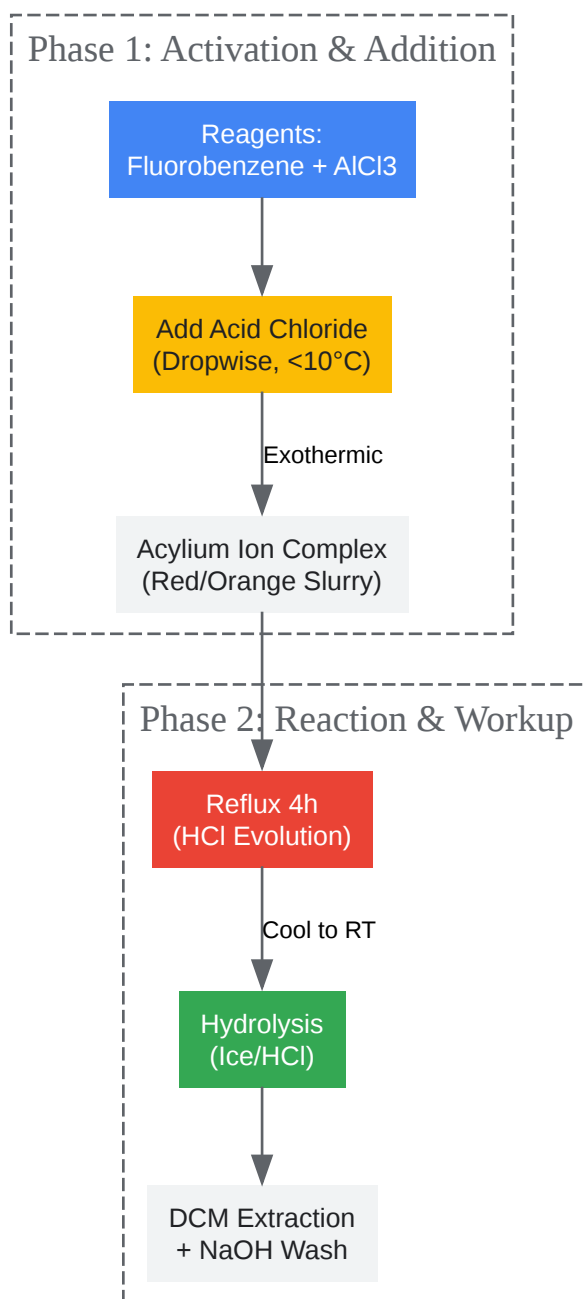 Phase 1: Activation & Addition
Reagents:
Fluorobenzene + AlCl3
Add Acid Chloride
(Dropwise, <10°C)
Exothermic
Acylium Ion Complex
(Red/Orange Slurry)
Phase 2: Reaction & Workup
Reflux 4h
(HCl Evolution)
Cool to RT
Hydrolysis
(Ice/HCl)
DCM Extraction
+ NaOH Wash